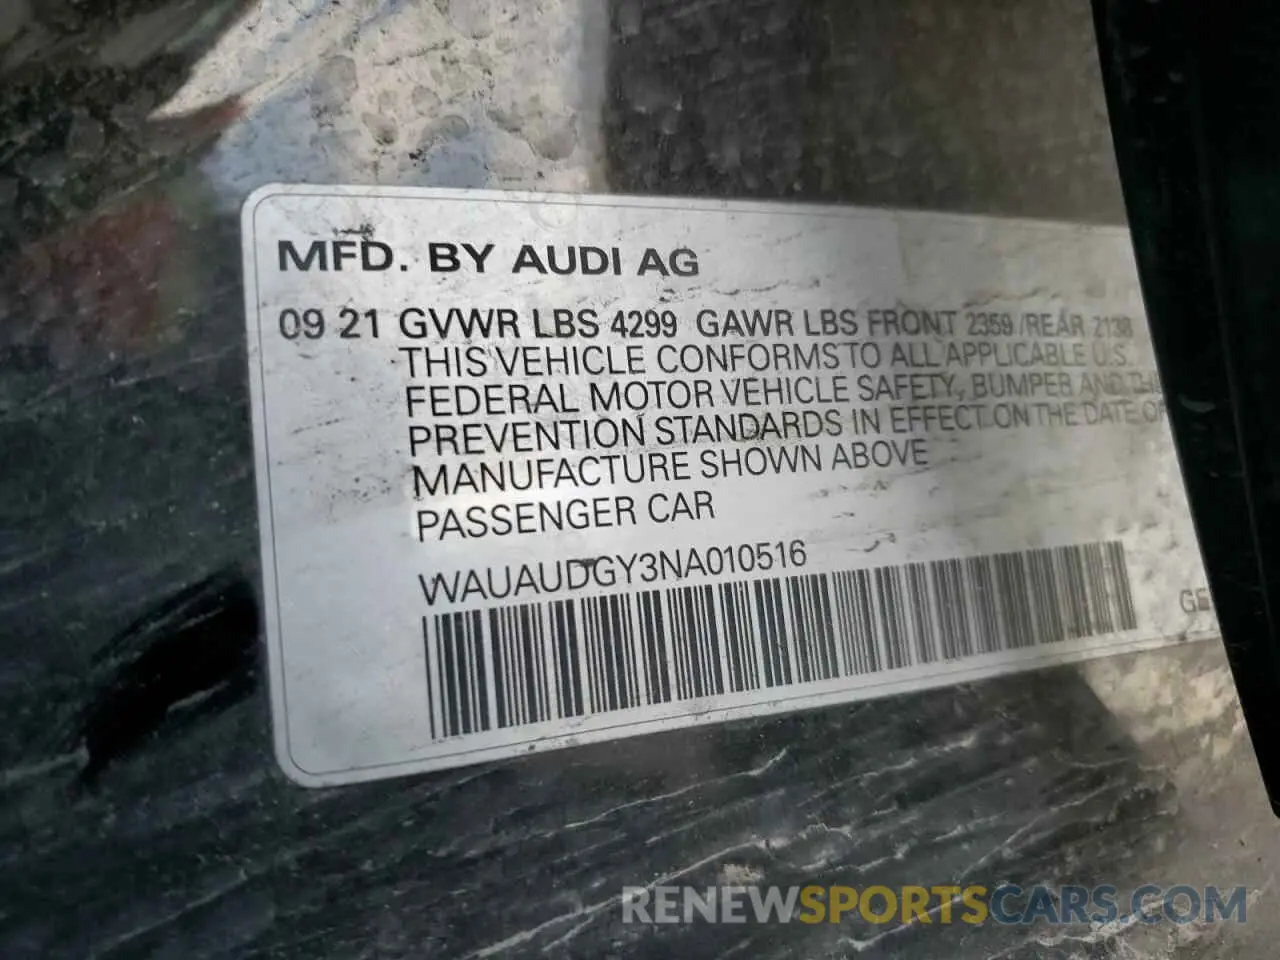 MFD. BY AUDI AG
09 21 GVWR LBS 4299 GAWR LBS FRONT 2359 /REAR 2138
THIS VEHICLE CONFORMS TO ALL APPLICABLE U.S.
FEDERAL MOTOR VEHICLE SAFETY, BUMPER AND
PREVENTION STANDARDS IN EFFECT ON THE DATE OF
MANUFACTURE SHOWN ABOVE
PASSENGER CAR
WAUAUDGY3NA010516
RENEWSPORTSCARS.COM